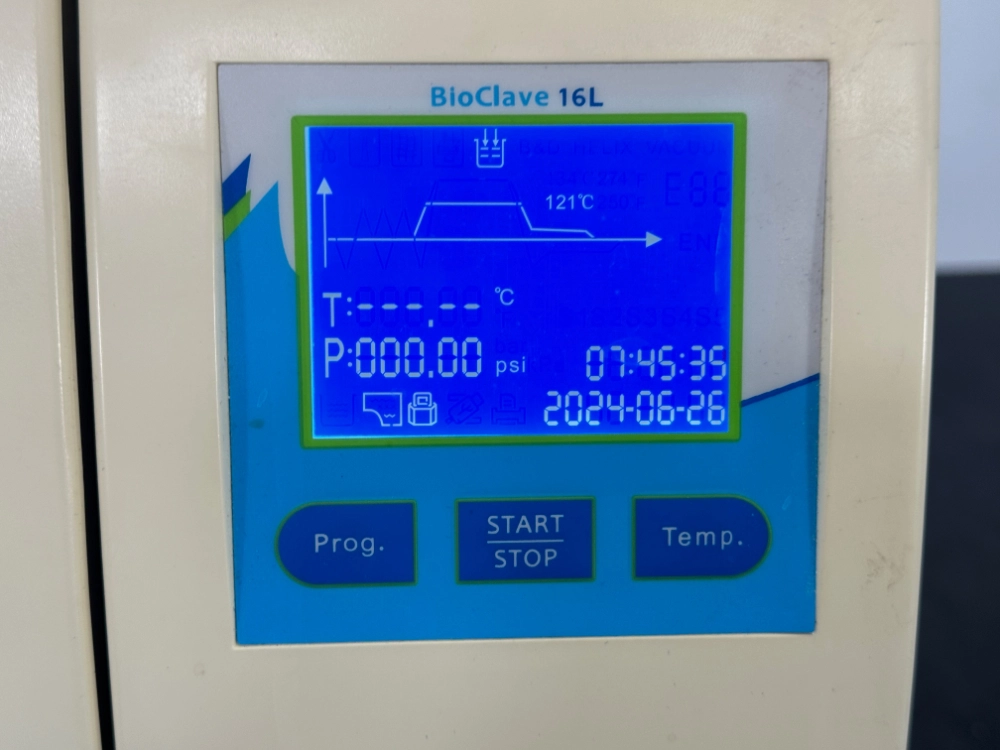 BioClave 16L
121℃
T:---.-- ℃
P:000.00 psi
07:45:35
2024-06-26
Prog.
START
STOP
Temp.